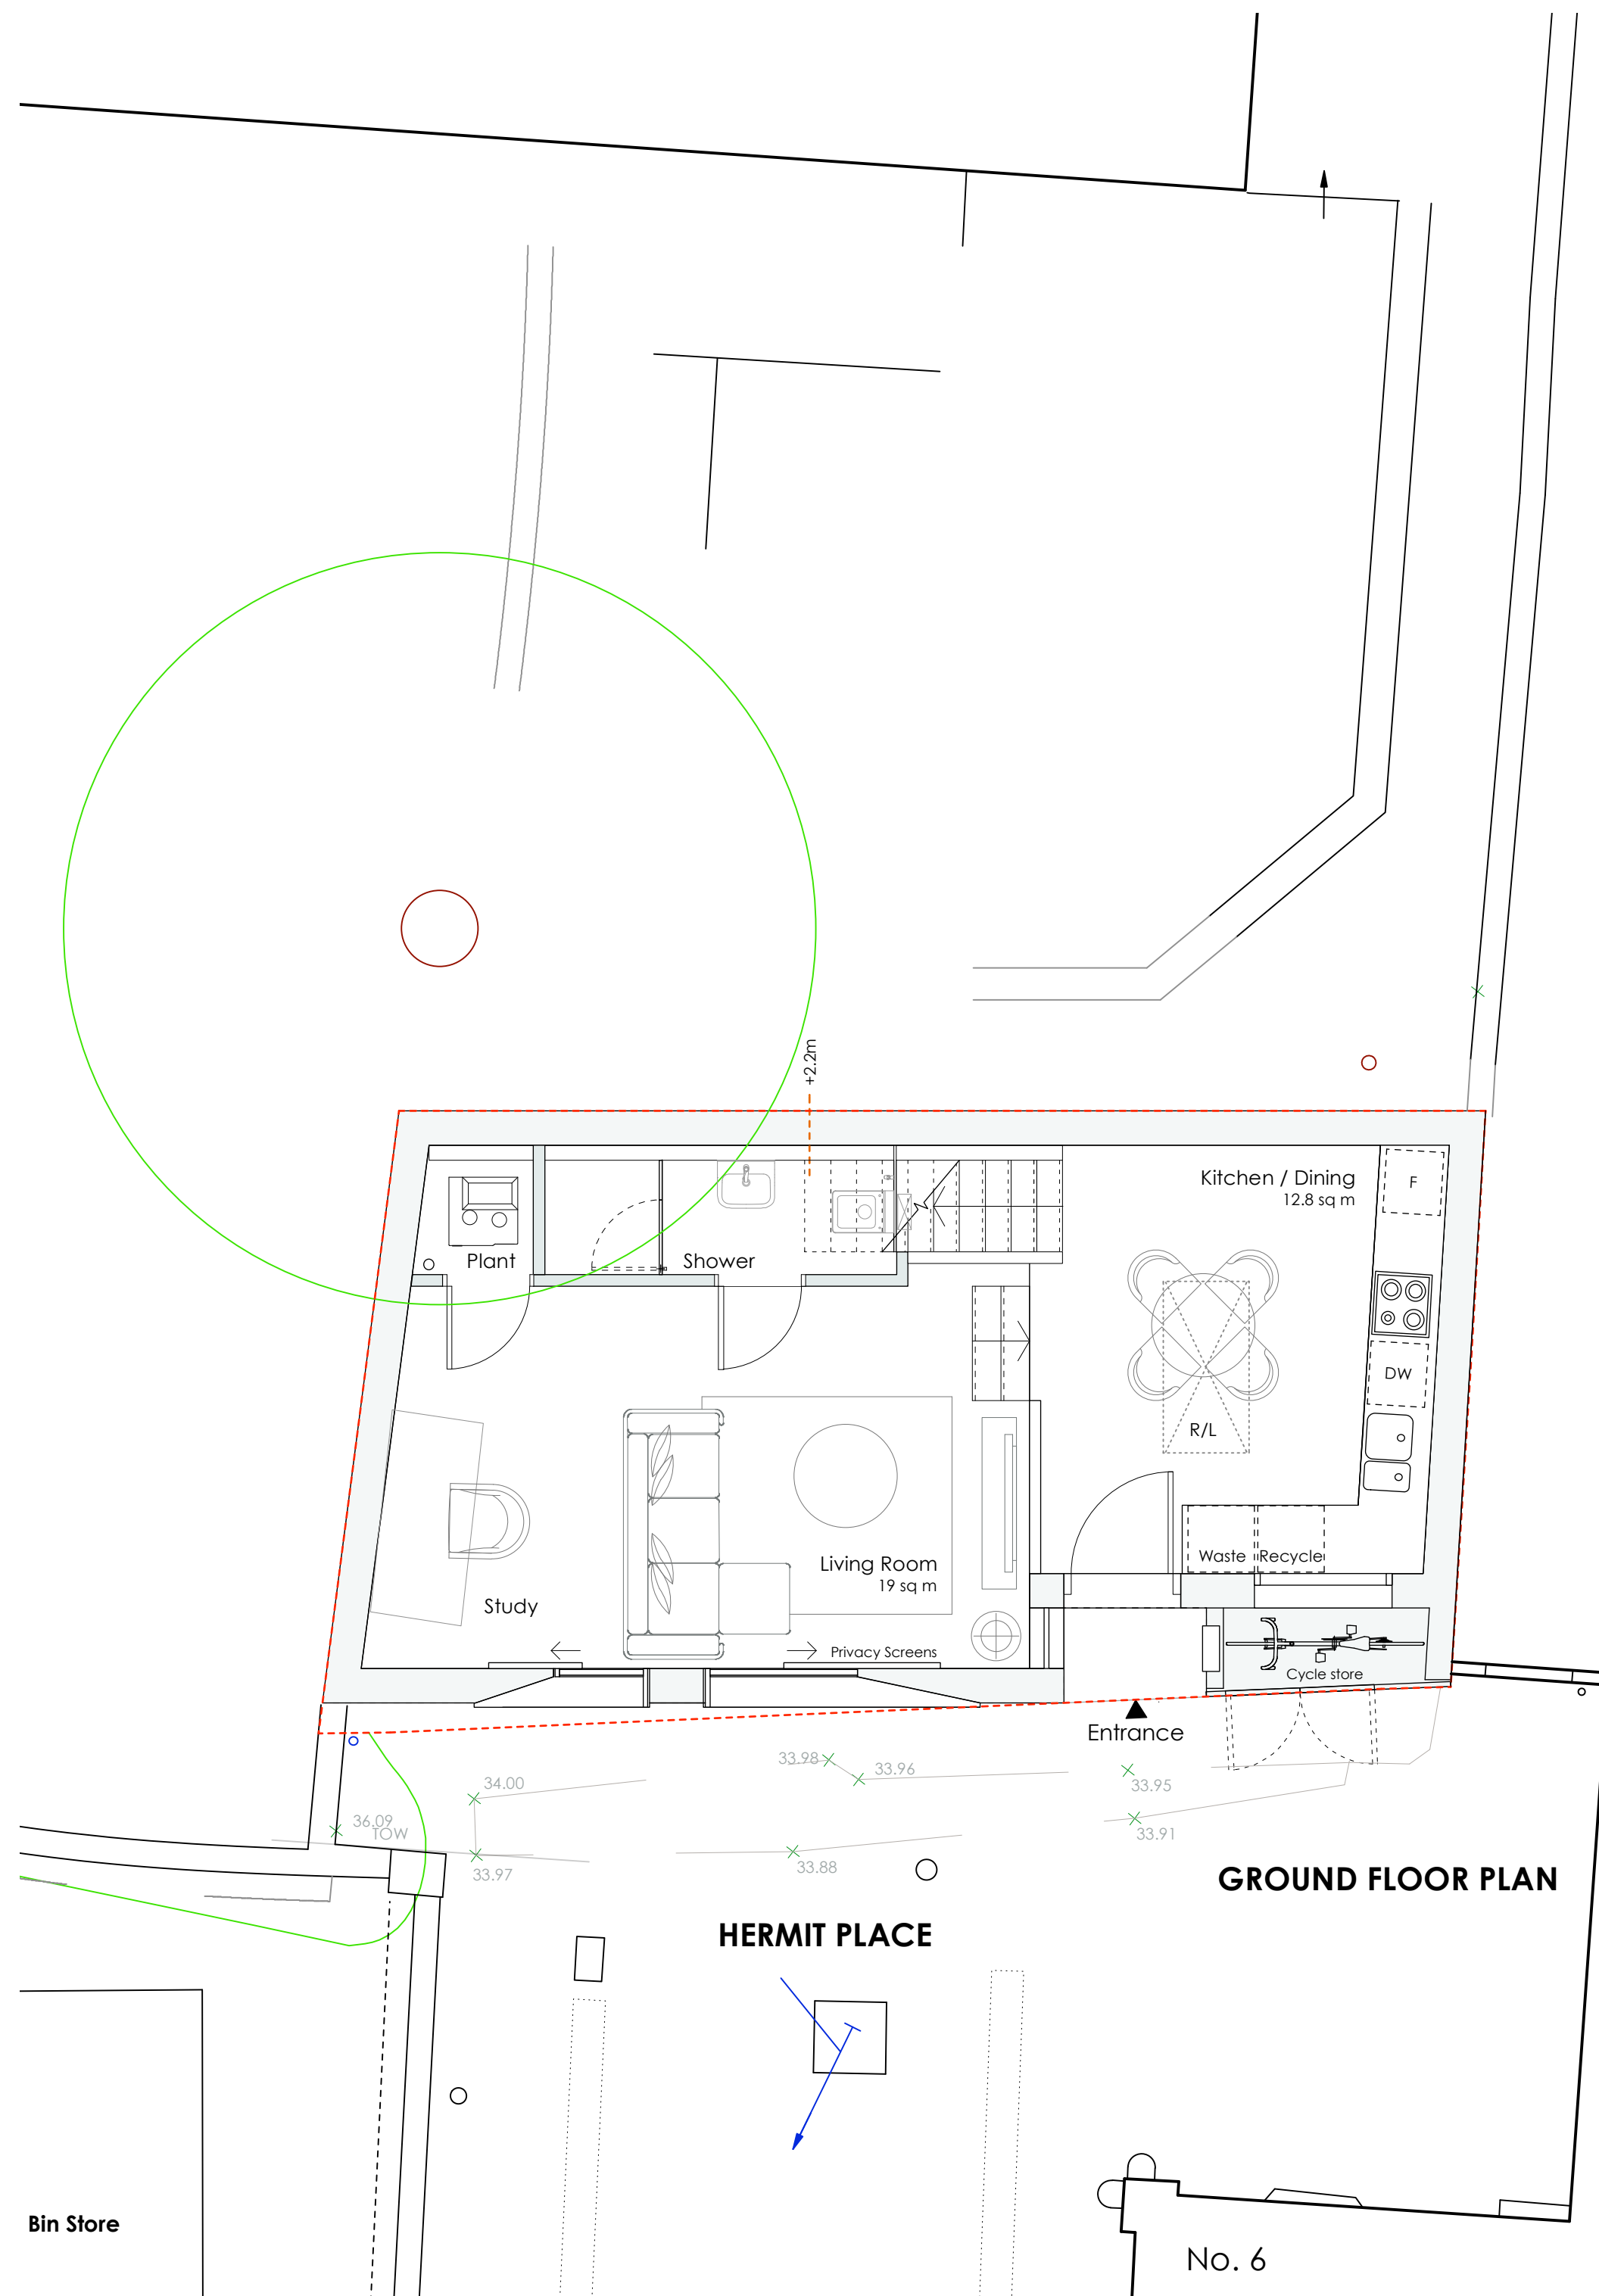 +2.2m
Kitchen / Dining
12.8 sq m
F
Plant
Shower
DW
R/L
Living Room
19 sq m
Waste
Recycle
Study
Privacy Screens
Cycle store
Entrance
33.98
33.96
34.00
33.95
36.09
TOW
33.91
33.97
33.88
GROUND FLOOR PLAN
HERMIT PLACE
Bin Store
No. 6